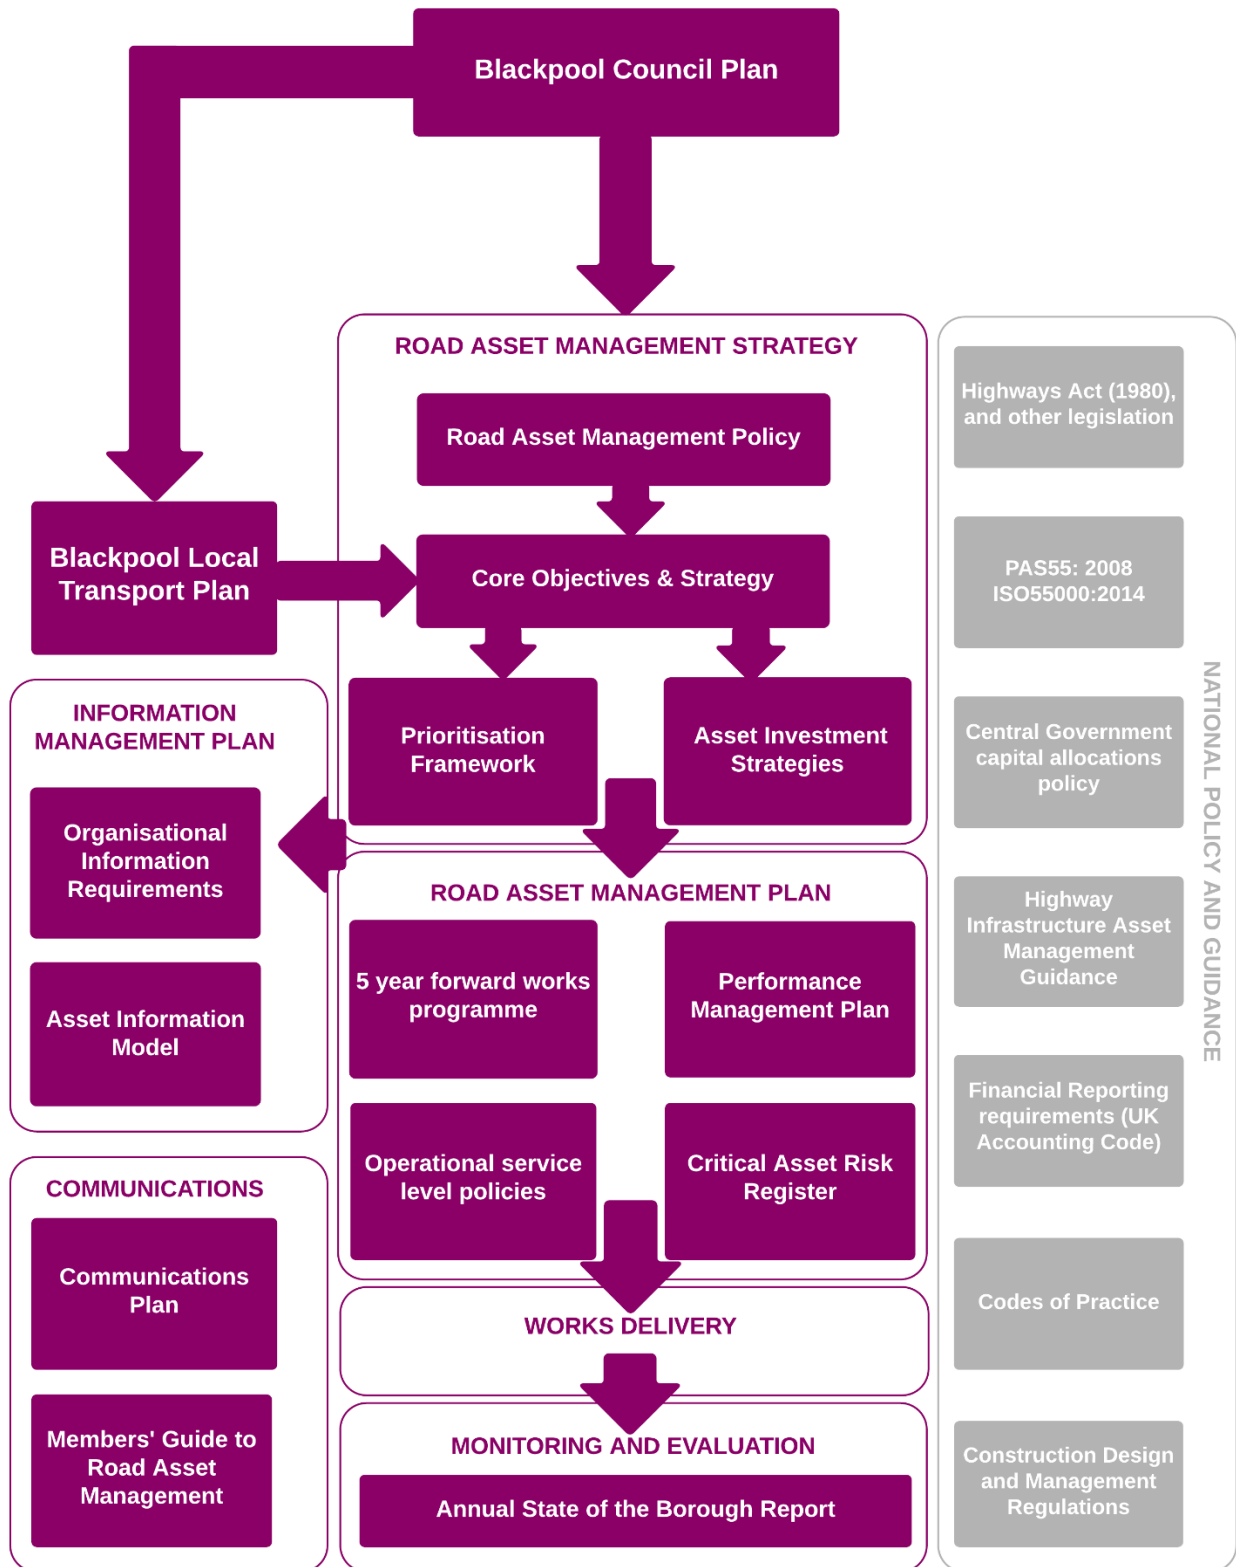 Blackpool Council Plan
ROAD ASSET MANAGEMENT STRATEGY
Road Asset Management Policy
Core Objectives & Strategy
Prioritisation
Framework
Asset Investment
Strategies
Blackpool Local
Transport Plan
INFORMATION
MANAGEMENT PLAN
Organisational
Information
Requirements
Asset Information
Model
COMMUNICATIONS
Communications
Plan
Members' Guide to
Road Asset
Management
ROAD ASSET MANAGEMENT PLAN
5 year forward works
programme
Performance
Management Plan
Operational service
level policies
Critical Asset Risk
Register
WORKS DELIVERY
MONITORING AND EVALUATION
Annual State of the Borough Report
Highways Act (1980),
and other legislation
PAS55: 2008
ISO55000:2014
Central Government
capital allocations
policy
Highway
Infrastructure Asset
Management
Guidance
Financial Reporting
requirements (UK
Accounting Code)
Codes of Practice
Construction Design
and Management
Regulations
NATIONAL POLICY AND GUIDANCE